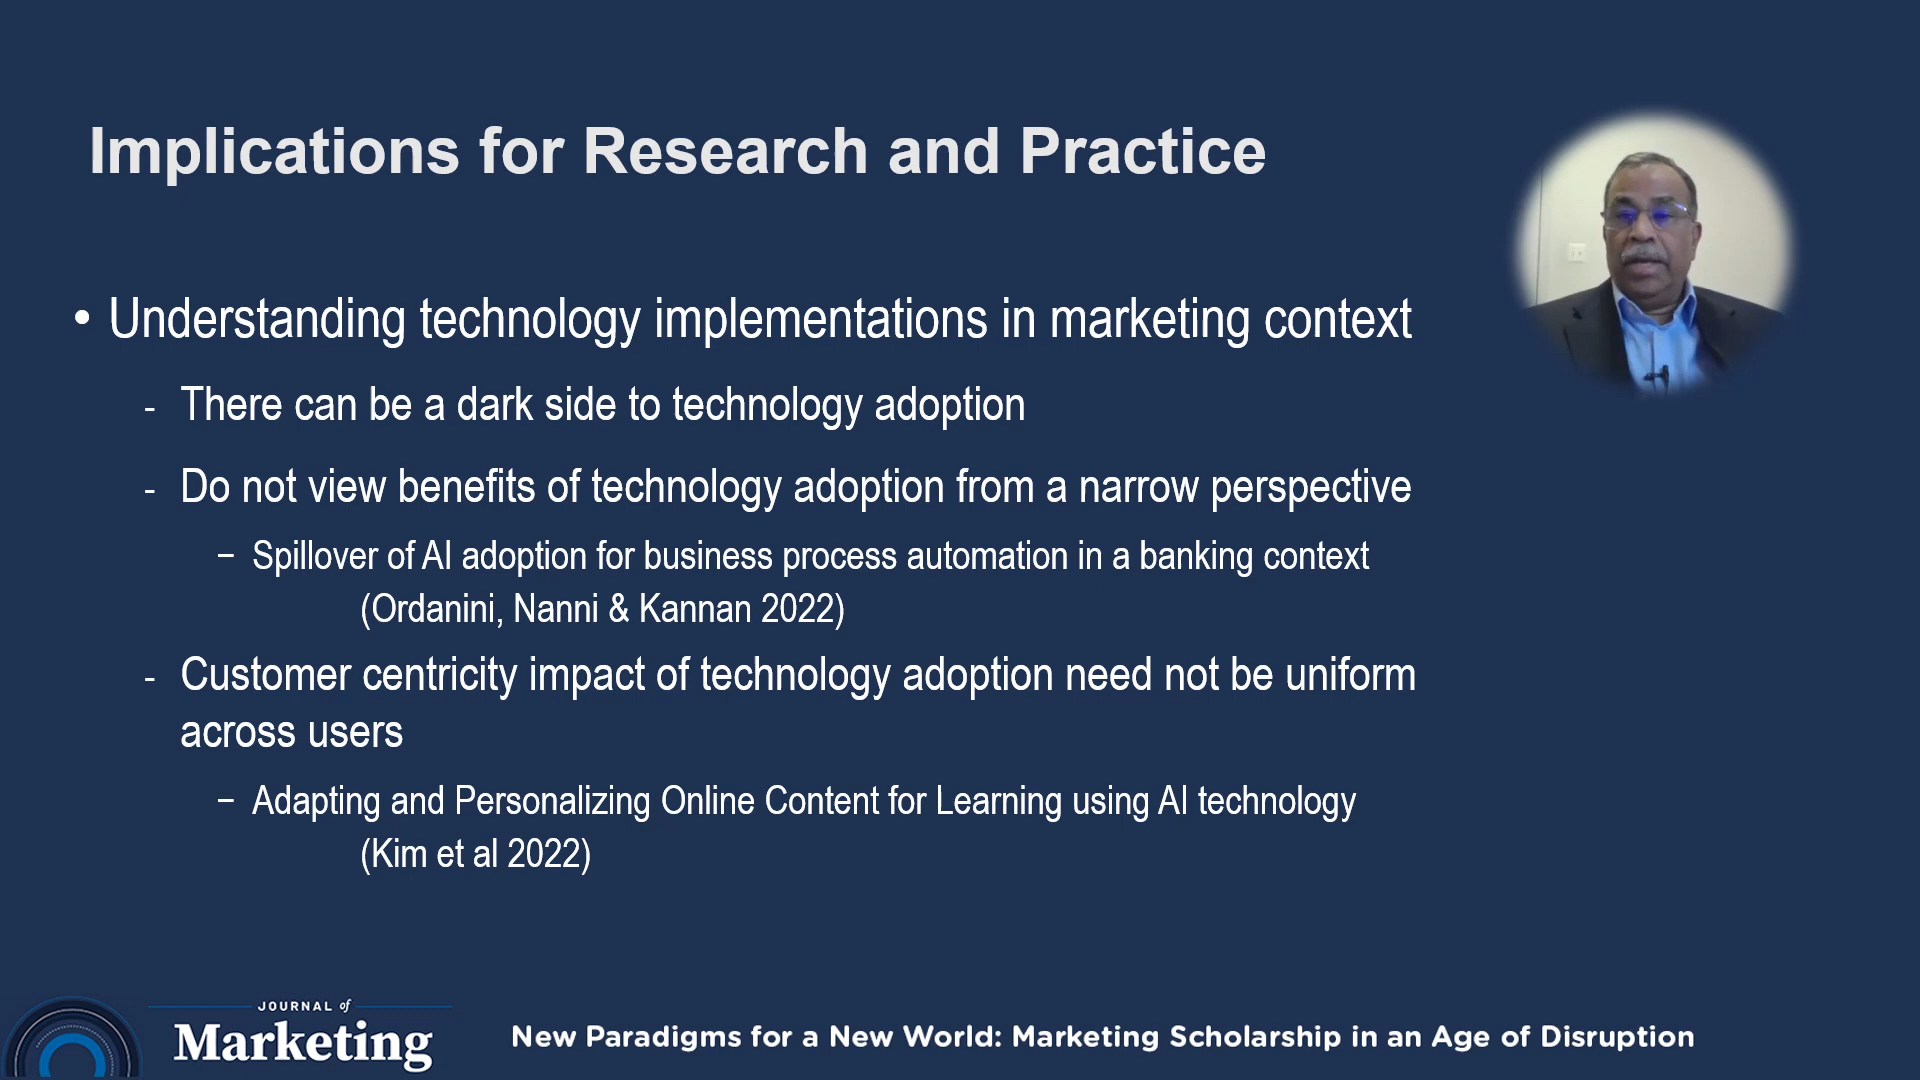 Implications for Research and Practice
• Understanding technology implementations in marketing context
- There can be a dark side to technology adoption
- Do not view benefits of technology adoption from a narrow perspective
− Spillover of AI adoption for business process automation in a banking context
(Ordanini, Nanni & Kannan 2022)
- Customer centricity impact of technology adoption need not be uniform
across users
− Adapting and Personalizing Online Content for Learning using AI technology
(Kim et al 2022)
JOURNAL of
Marketing
New Paradigms for a New World: Marketing Scholarship in an Age of Disruption